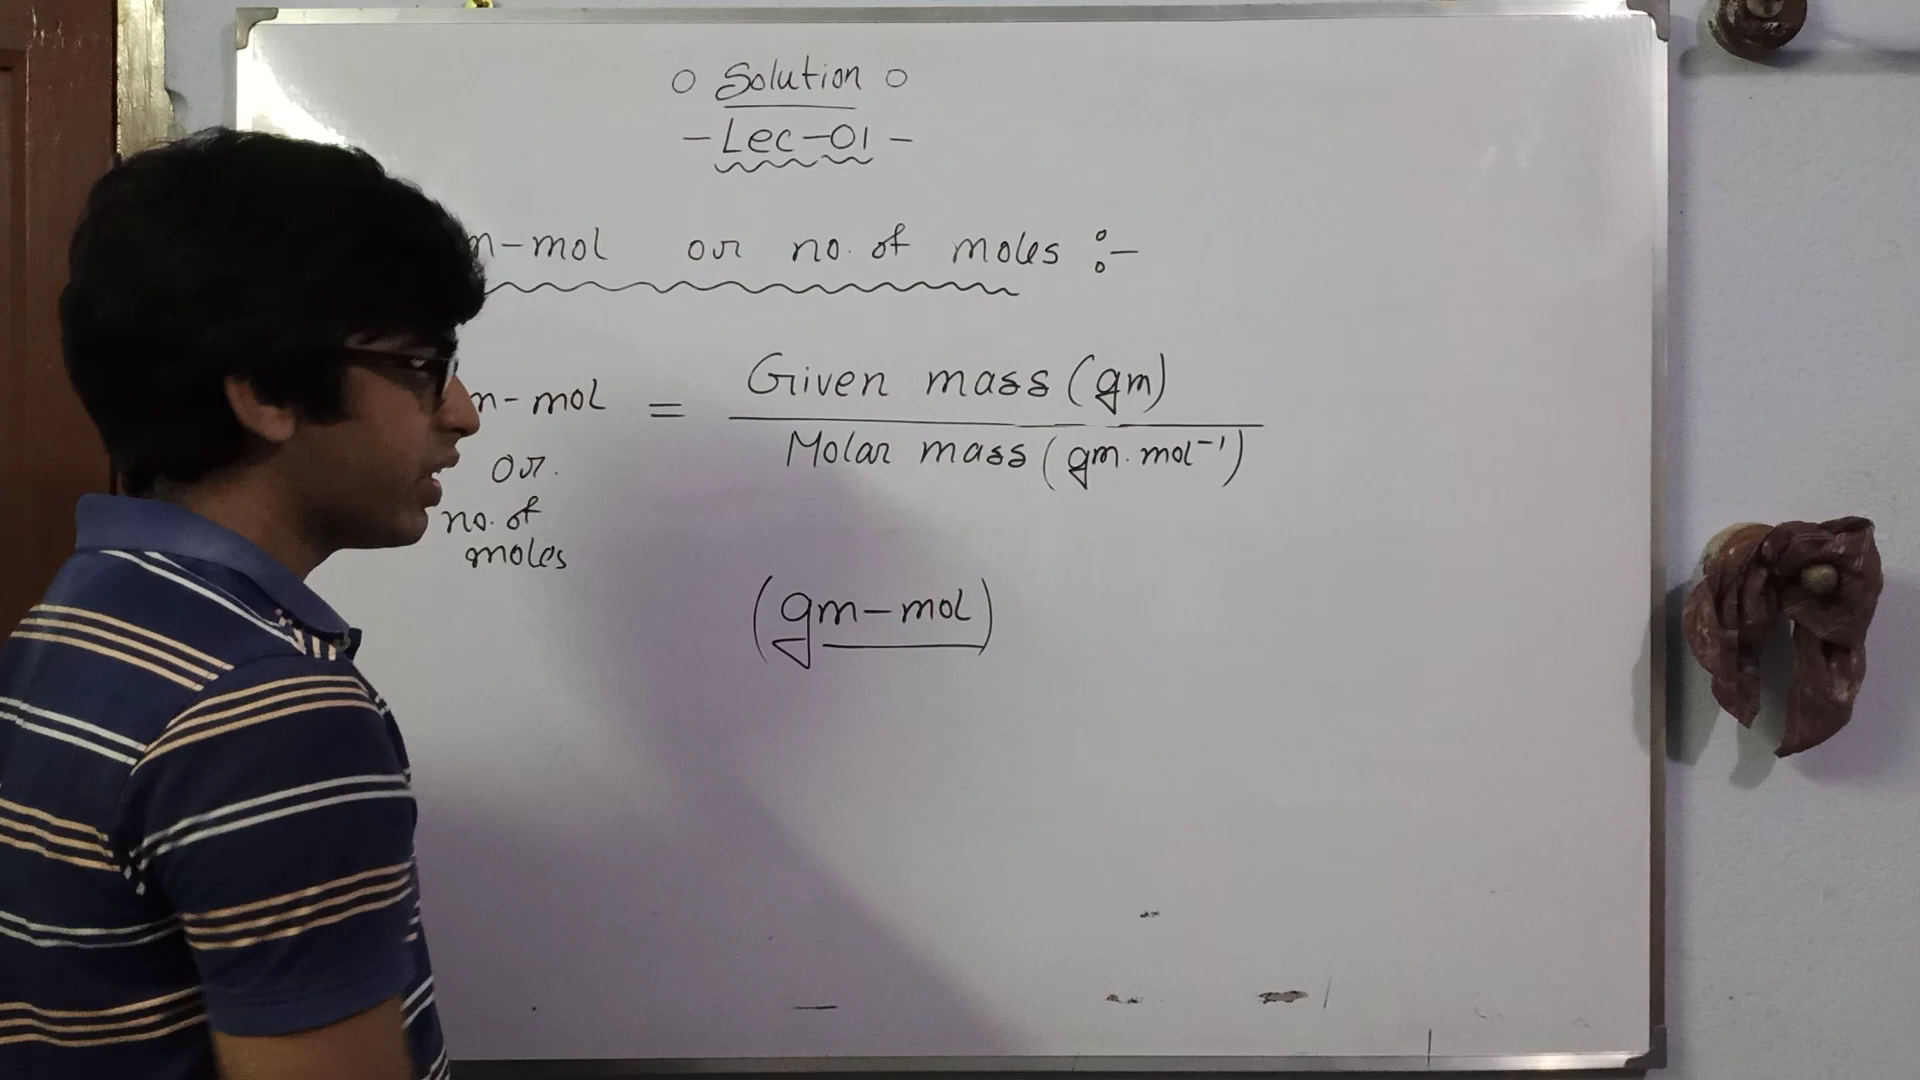 Solution
- Lec-01 -
m-mol or no. of moles :-
m-mol = Given mass (gm)
Molar mass (gm. mol⁻¹)
or.
no. of
moles
(gm-mol)